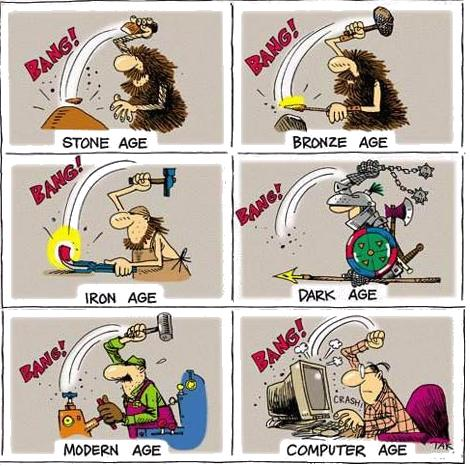 BANG!
STONE AGE
BANG!
BRONZE AGE
BANG!
IRON AGE
BANG!
DARK AGE
BANG!
MODERN AGE
BANG!
CRASH!
COMPUTER AGE
TAK